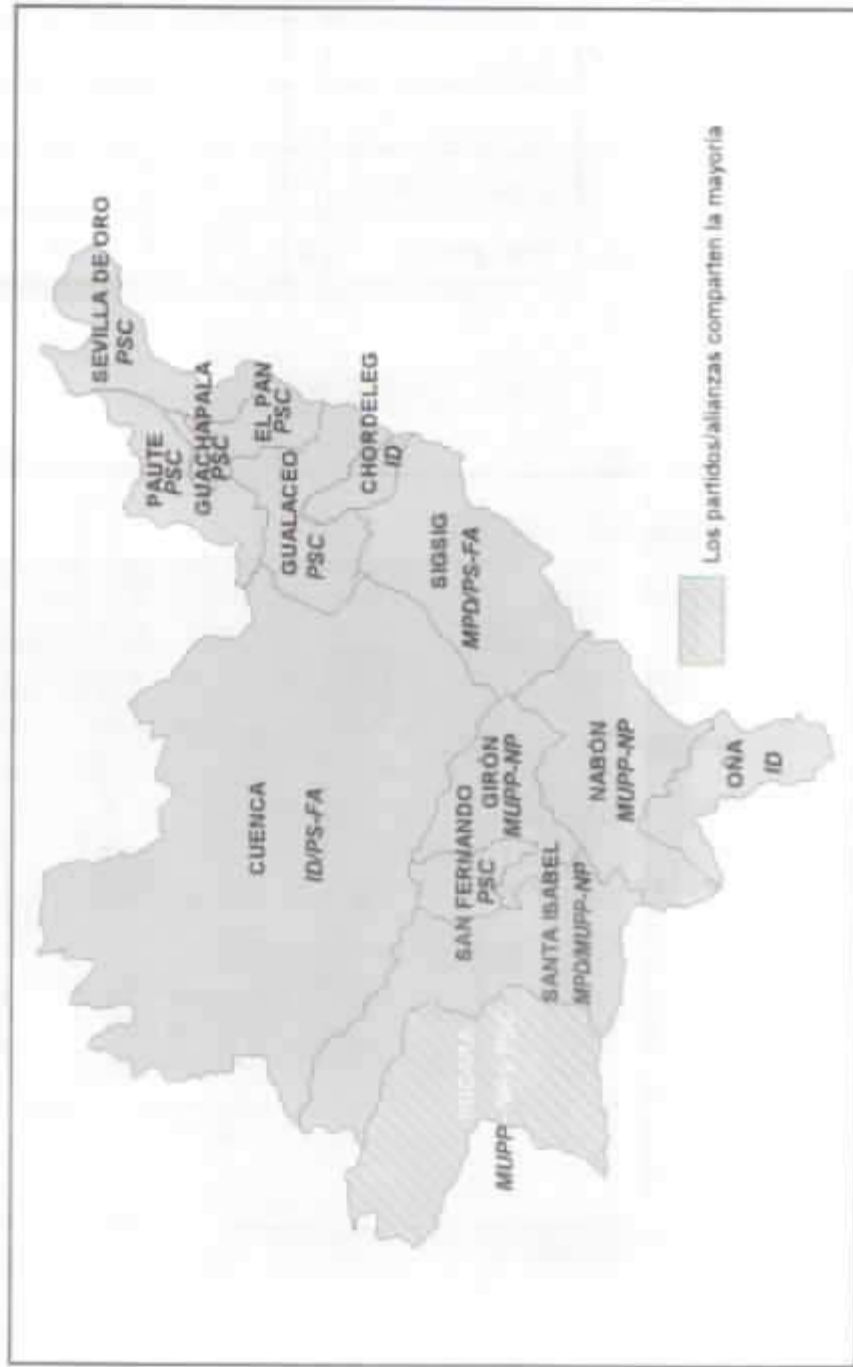 SEVILLA DE ORO
PSC
PAUTE
PSC
GUACHAPALA
PSC
EL PAN
PSC
GUALACEO
PSC
CHORDELEG
ID
CUENCA
ID/PS-FA
SIGSIG
MPD/PS-FA
SAN FERNANDO
PSC
GIRÓN
MUPP-NP
SANTA ISABEL
MPD/MUPP-NP
NABÓN
MUPP-NP
OÑA
ID
MUPP
Los partidos/alianzas comparten la mayoría